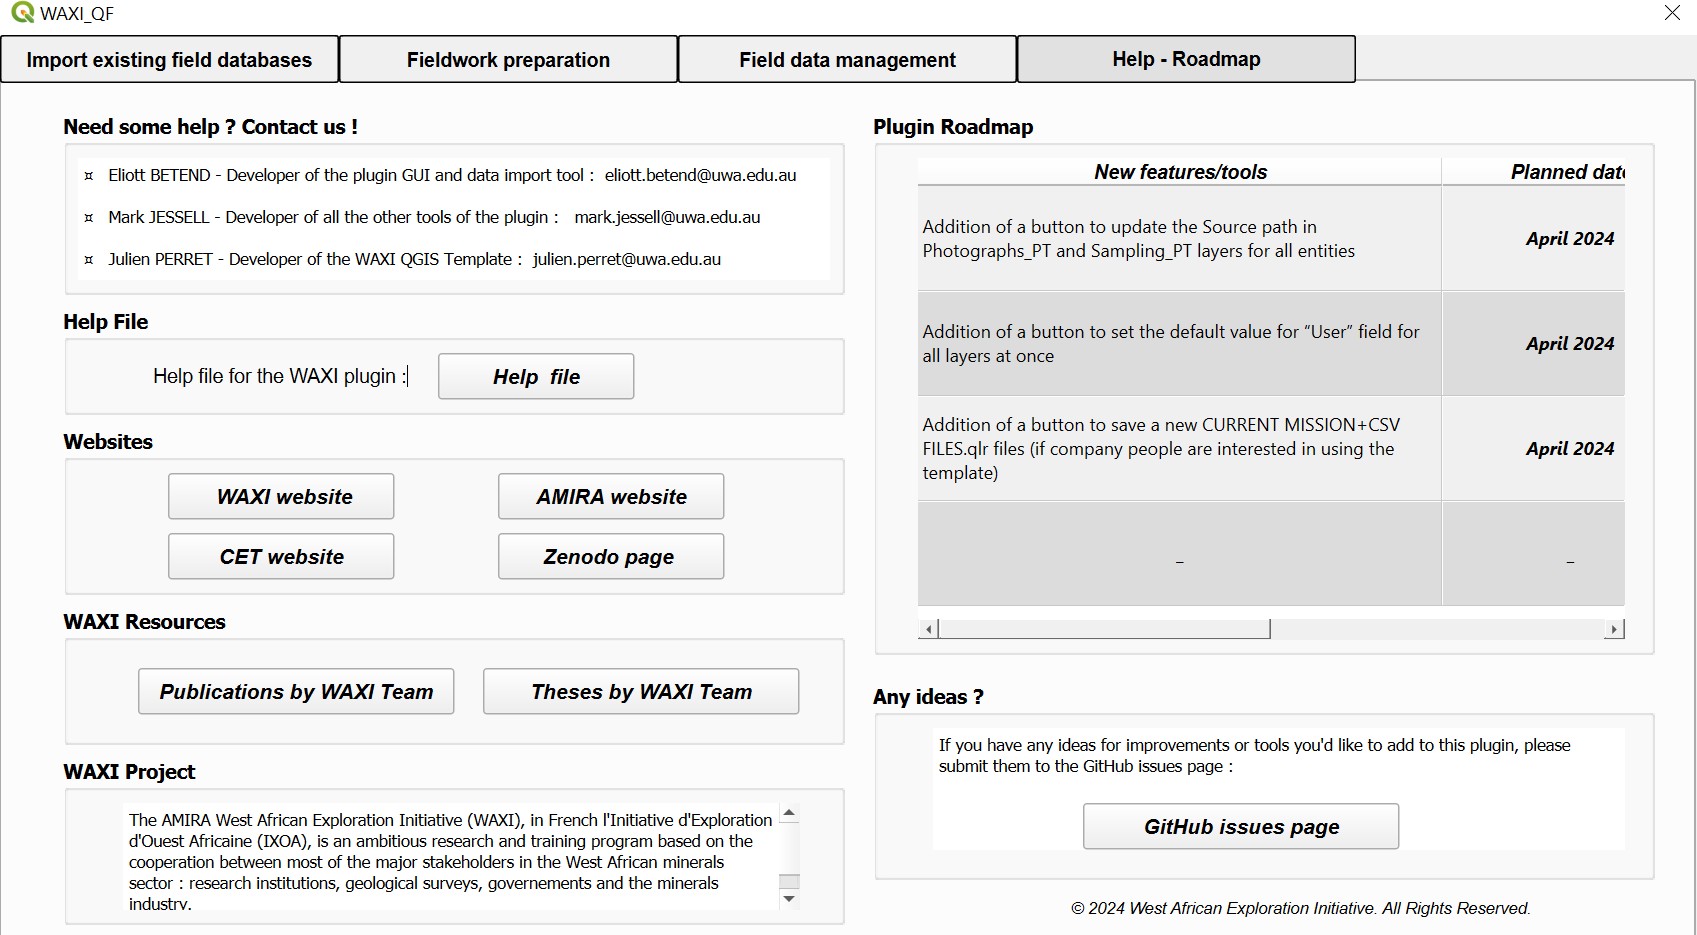 WAXI_QF
Import existing field databases
Fieldwork preparation
Field data management
Help - Roadmap
Need some help ? Contact us !
¤ Eliott BETEND - Developer of the plugin GUI and data import tool : eliott.betend@uwa.edu.au
¤ Mark JESSELL - Developer of all the other tools of the plugin : mark.jessell@uwa.edu.au
¤ Julien PERRET - Developer of the WAXI QGIS Template : julien.perret@uwa.edu.au
Help File
Help file for the WAXI plugin :
Help file
Websites
WAXI website
AMIRA website
CET website
Zenodo page
WAXI Resources
Publications by WAXI Team
Theses by WAXI Team
WAXI Project
The AMIRA West African Exploration Initiative (WAXI), in French l'Initiative d'Exploration
d'Ouest Africaine (IXOA), is an ambitious research and training program based on the
cooperation between most of the major stakeholders in the West African minerals
sector : research institutions, geological surveys, governements and the minerals
industry.
Plugin Roadmap
New features/tools
Planned date
Addition of a button to update the Source path in
Photographs_PT and Sampling_PT layers for all entities
April 2024
Addition of a button to set the default value for “User” field for
all layers at once
April 2024
Addition of a button to save a new CURRENT MISSION+CSV
FILES.qlr files (if company people are interested in using the
template)
April 2024
–
–
Any ideas ?
If you have any ideas for improvements or tools you'd like to add to this plugin, please
submit them to the GitHub issues page :
GitHub issues page
© 2024 West African Exploration Initiative. All Rights Reserved.